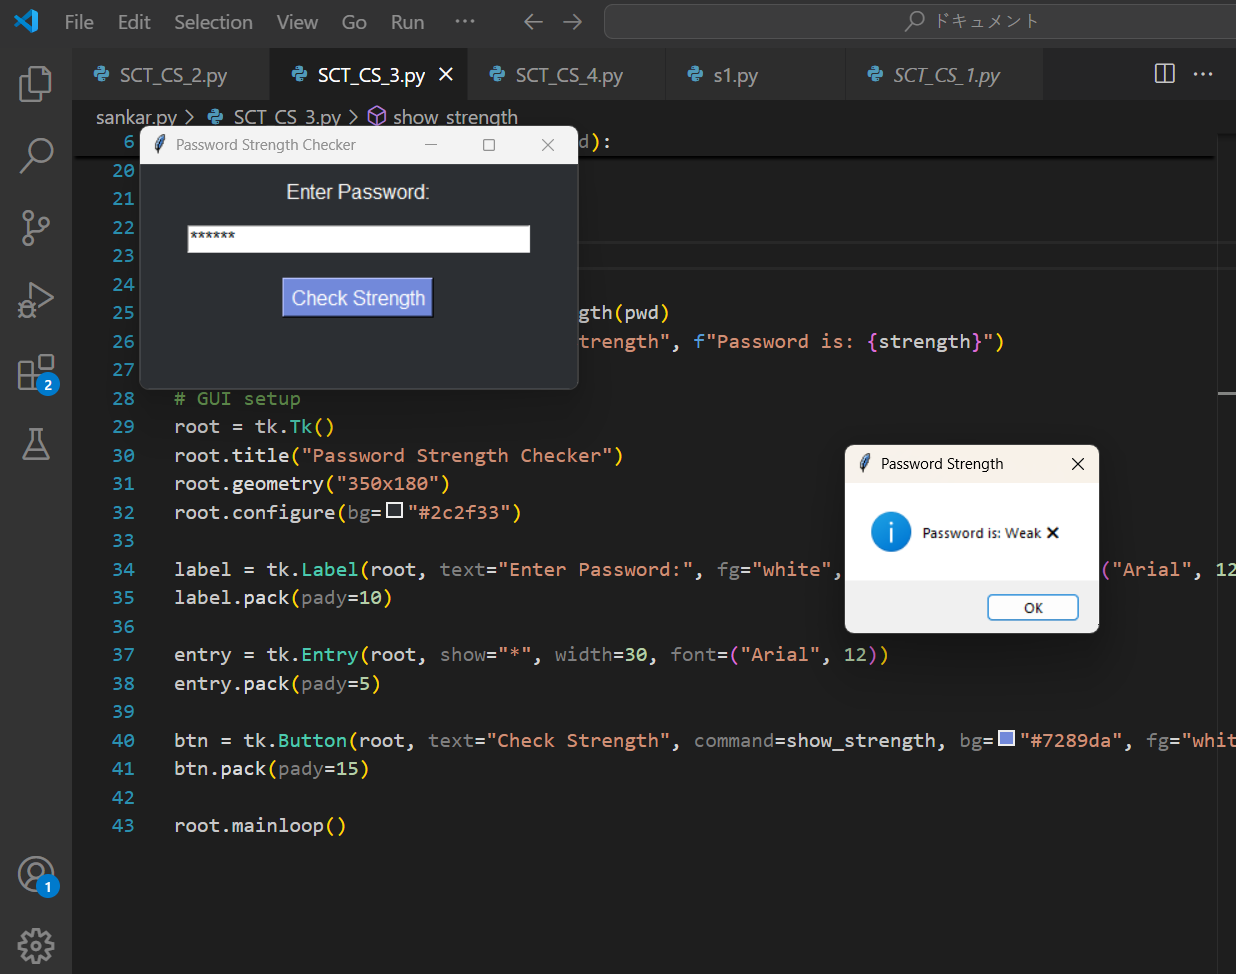 File Edit Selection View Go Run ··· ドキュメント
SCT_CS_2.py SCT_CS_3.py SCT_CS_4.py s1.py SCT_CS_1.py
sankar.py > SCT_CS_3.py > show_strength
6 d):
Password Strength Checker
Enter Password:
******
Check Strength
20
21
22
23
24
25 gth(pwd)
26 trength", f"Password is: {strength}")
27
28 # GUI setup
29 root = tk.Tk()
30 root.title("Password Strength Checker")
31 root.geometry("350x180")
32 root.configure(bg="#2c2f33")
33
34 label = tk.Label(root, text="Enter Password:", fg="white", ("Arial", 12
35 label.pack(pady=10)
36
37 entry = tk.Entry(root, show="*", width=30, font=("Arial", 12))
38 entry.pack(pady=5)
39
40 btn = tk.Button(root, text="Check Strength", command=show_strength, bg="#7289da", fg="whit
41 btn.pack(pady=15)
42
43 root.mainloop()
Password Strength
Password is: Weak ❌
OK
2
1